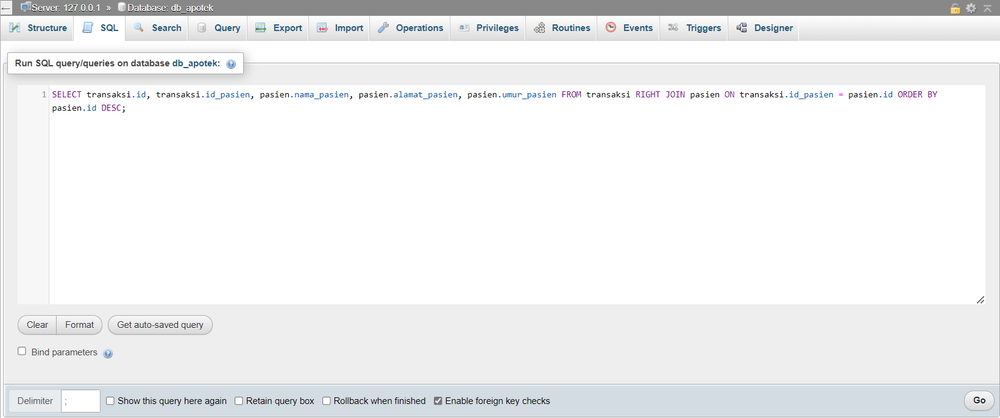 Server: 127.0.0.1 » Database: db_apotek
Structure SQL Search Query Export Import Operations Privileges Routines Events Triggers Designer
Run SQL query/queries on database db_apotek:
1 SELECT transaksi.id, transaksi.id_pasien, pasien.nama_pasien, pasien.alamat_pasien, pasien.umur_pasien FROM transaksi RIGHT JOIN pasien ON transaksi.id_pasien = pasien.id ORDER BY
pasien.id DESC;
Clear Format Get auto-saved query
Bind parameters
Delimiter ; Show this query here again Retain query box Rollback when finished Enable foreign key checks Go